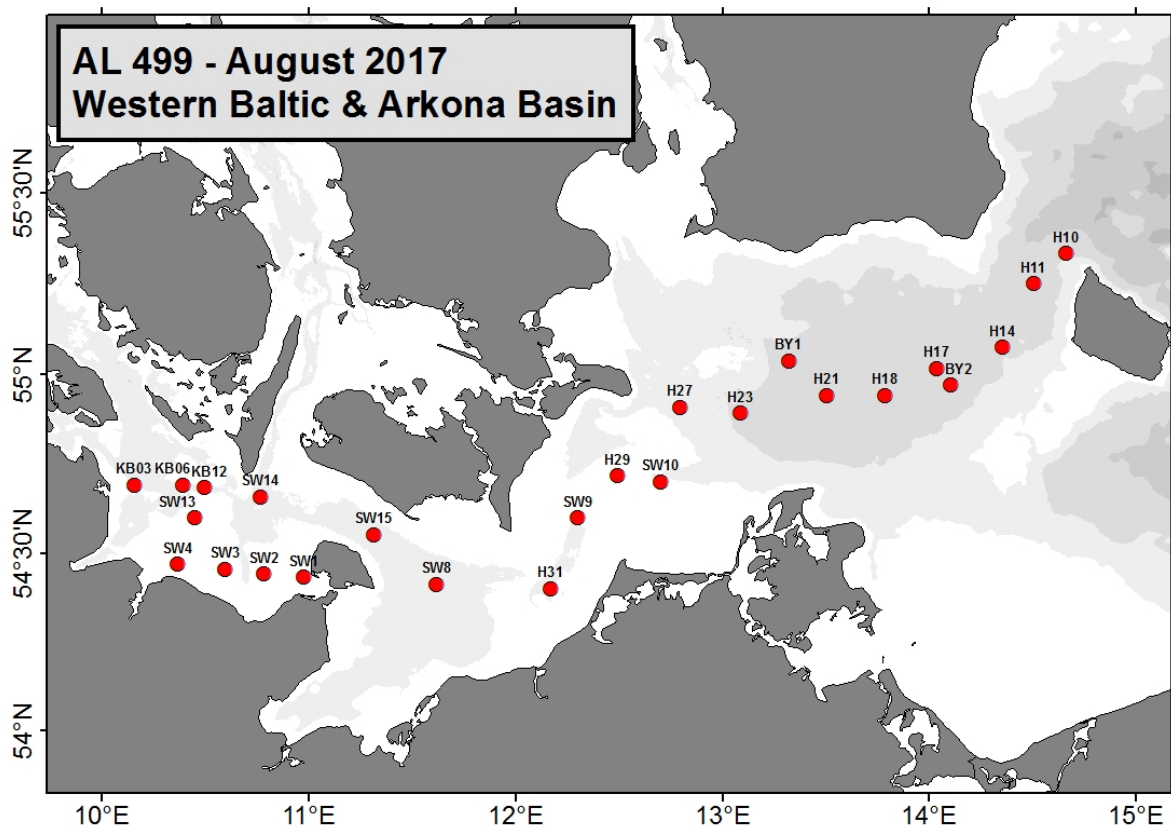 AL 499 - August 2017
Western Baltic & Arkona Basin
55°30'N
55°N
54°30'N
54°N
H10
H11
H14
BY1
H17
BY2
H21
H18
H27
H23
H29
SW10
KB03
KB06
KB12
SW14
SW13
SW9
SW15
SW4
SW3
SW2
SW1
SW8
H31
10°E
11°E
12°E
13°E
14°E
15°E